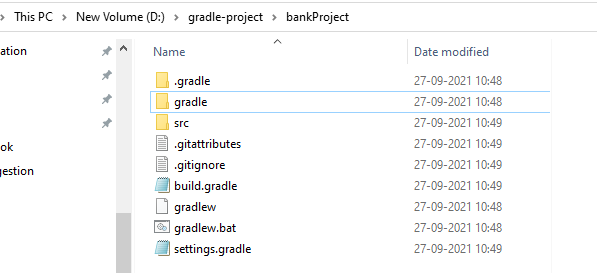 This PC > New Volume (D:) > gradle-project > bankProject
Name Date modified
ation
.gradle 27-09-2021 10:48
gradle 27-09-2021 10:48
src 27-09-2021 10:49
.gitattributes 27-09-2021 10:49
ok
.gitignore 27-09-2021 10:49
gestion
build.gradle 27-09-2021 10:49
gradlew 27-09-2021 10:48
gradlew.bat 27-09-2021 10:48
settings.gradle 27-09-2021 10:49